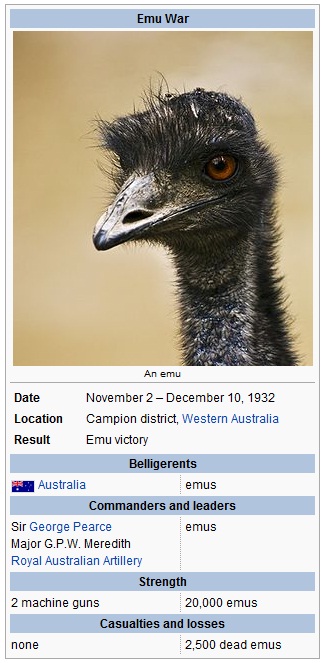 Emu War
An emu
Date November 2 – December 10, 1932
Location Campion district, Western Australia
Result Emu victory
Belligerents
Australia emus
Commanders and leaders
Sir George Pearce emus
Major G.P.W. Meredith
Royal Australian Artillery
Strength
2 machine guns 20,000 emus
Casualties and losses
none 2,500 dead emus